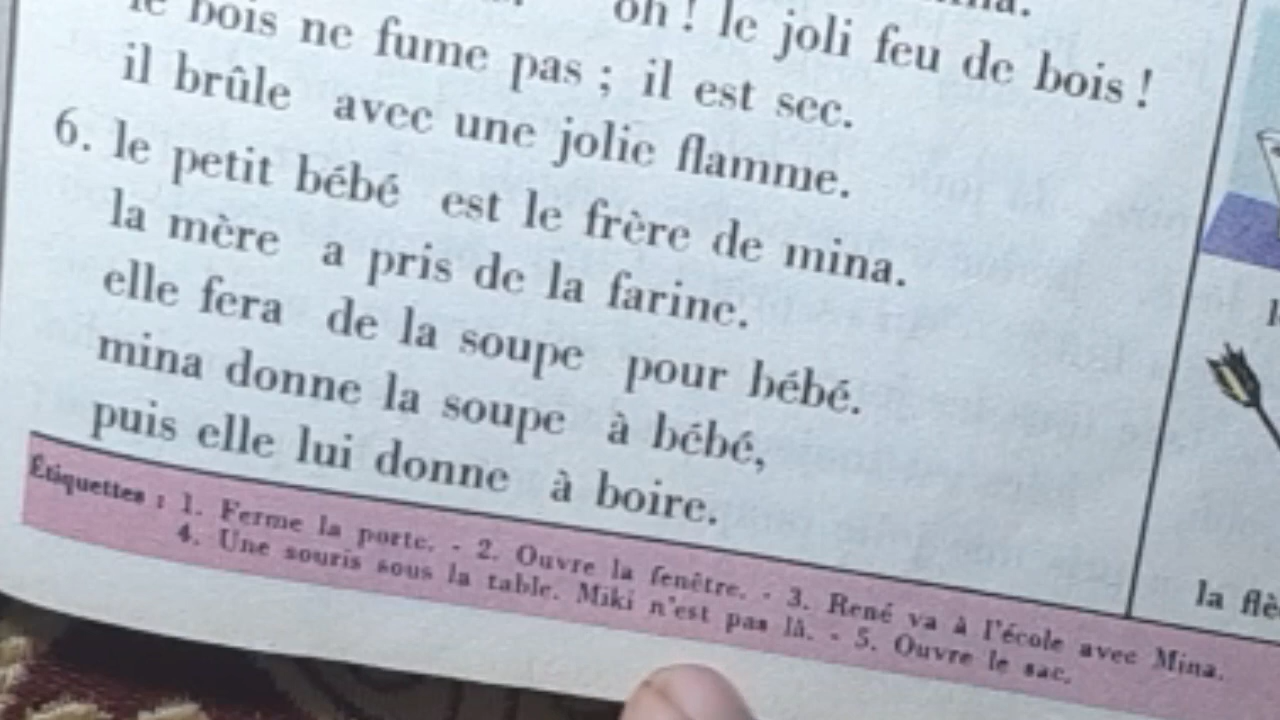 oh ! le joli feu de bois !
le bois ne fume pas ; il est sec.
il brûle avec une jolie flamme.
6. le petit bébé est le frère de mina.
la mère a pris de la farine.
elle fera de la soupe pour bébé.
mina donne la soupe à bébé,
puis elle lui donne à boire.
Étiquettes : 1. Ferme la porte. - 2. Ouvre la fenêtre. - 3. René va à l'école avec Mina.
4. Une souris sous la table. Miki n'est pas là. - 5. Ouvre le sac.
la